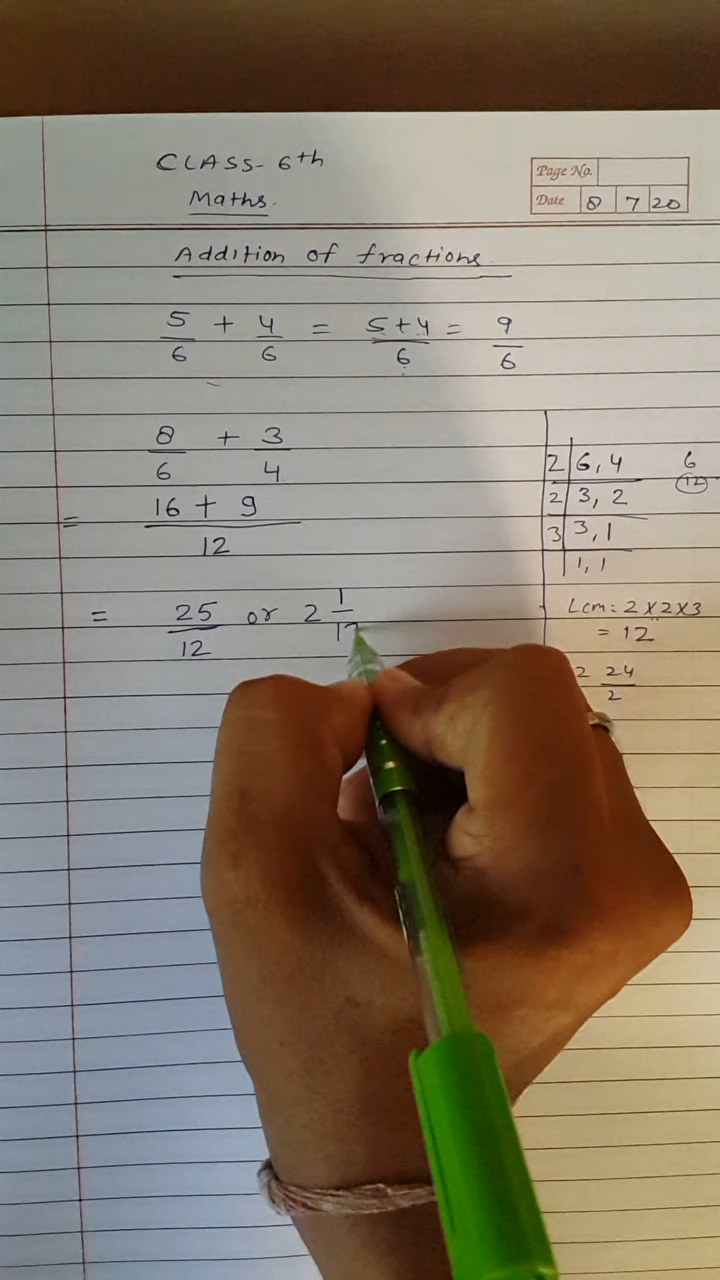 CLASS- 6th
Maths.
Page No.
Date 8 7 20
Addition of fractions.
5/6 + 4/6 = 5+4/6 = 9/6
8/6 + 3/4
= 16 + 9/12
= 25/12 or 2 1/12
2 | 6, 4
2 | 3, 2
3 | 3, 1
1, 1
6
12
Lcm: 2 x 2 x 3
= 12
2 24
2